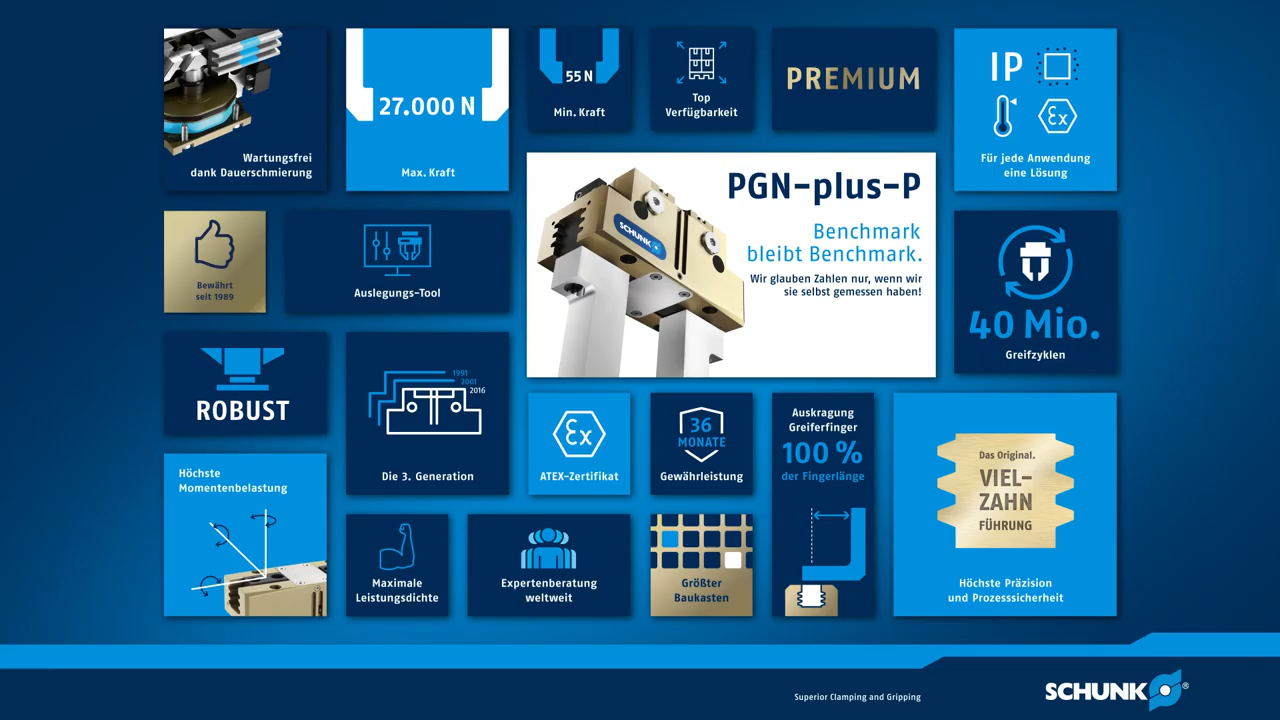 Wartungsfrei
dank Dauerschmierung
27.000 N
Max. Kraft
55 N
Min. Kraft
Top
Verfügbarkeit
PREMIUM
IP
Ex
Für jede Anwendung
eine Lösung
Bewährt
seit 1989
Auslegungs-Tool
SCHUNK
PGN-plus-P
Benchmark
bleibt Benchmark.
Wir glauben Zahlen nur, wenn wir
sie selbst gemessen haben!
40 Mio.
Greifzyklen
ROBUST
1991
2001
2016
Die 3. Generation
Ex
ATEX-Zertifikat
36
MONATE
Gewährleistung
Auskragung
Greiferfinger
100 %
der Fingerlänge
Das Original.
VIEL-
ZAHN
FÜHRUNG
Höchste Präzision
und Prozesssicherheit
Höchste
Momentenbelastung
Maximale
Leistungsdichte
Expertenberatung
weltweit
Größter
Baukasten
Superior Clamping and Gripping
SCHUNK®